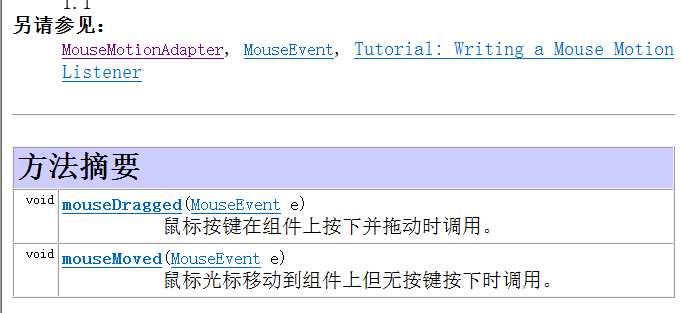 1.1
另请参见：
MouseMotionAdapter, MouseEvent, Tutorial: Writing a Mouse Motion
Listener
方法摘要
void mouseDragged(MouseEvent e)
鼠标按键在组件上按下并拖动时调用。
void mouseMoved(MouseEvent e)
鼠标光标移动到组件上但无按键按下时调用。